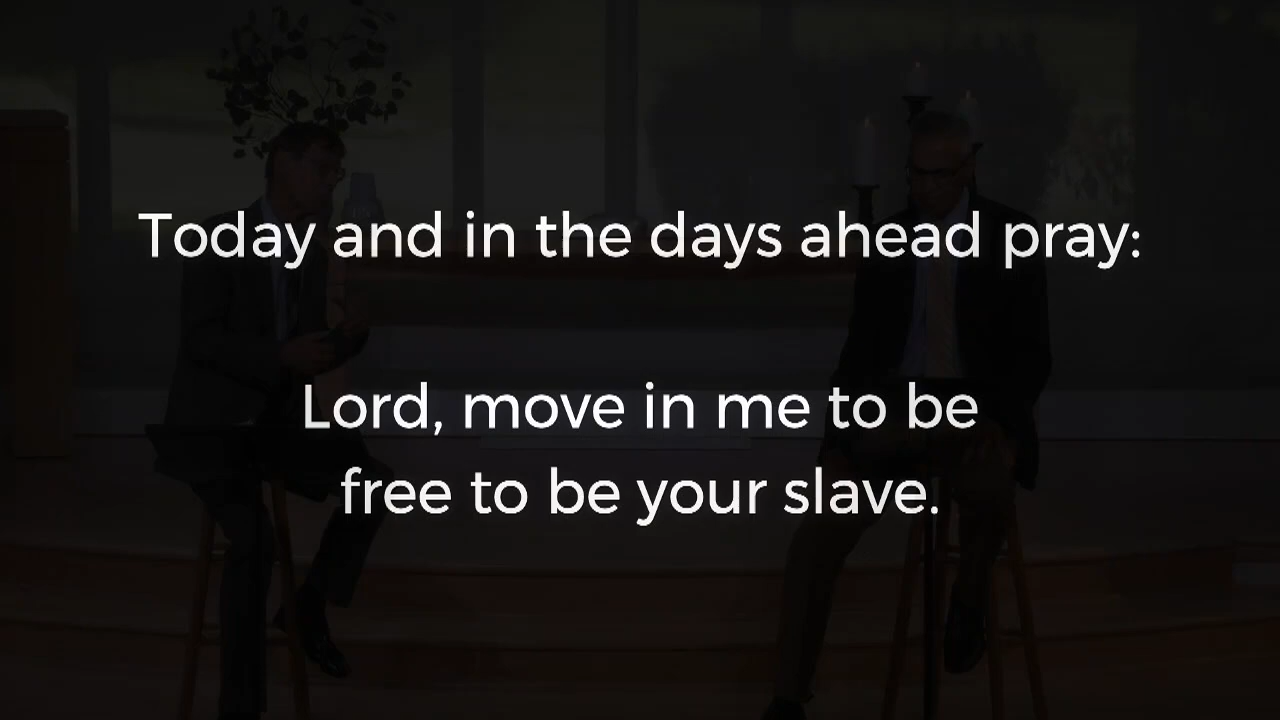 Today and in the days ahead pray:
Lord, move in me to be
free to be your slave.